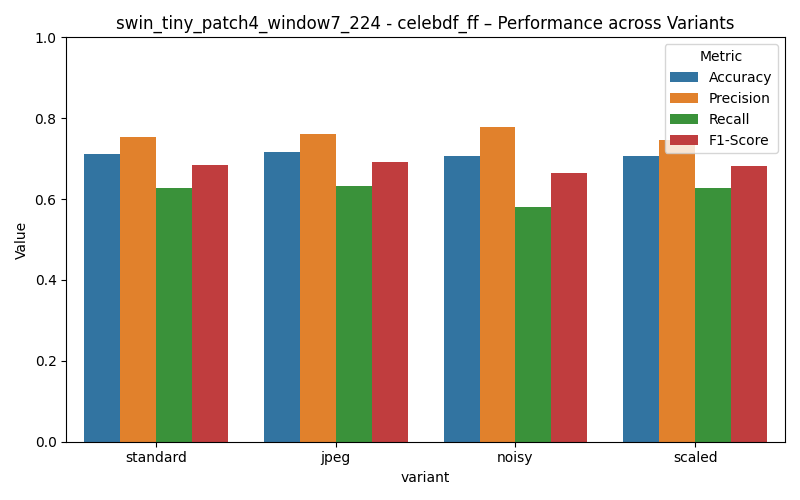 swin_tiny_patch4_window7_224 - celebdf_ff – Performance across Variants
Metric
Accuracy
Precision
Recall
F1-Score
Value
1.0
0.8
0.6
0.4
0.2
0.0
standard
jpeg
noisy
scaled
variant